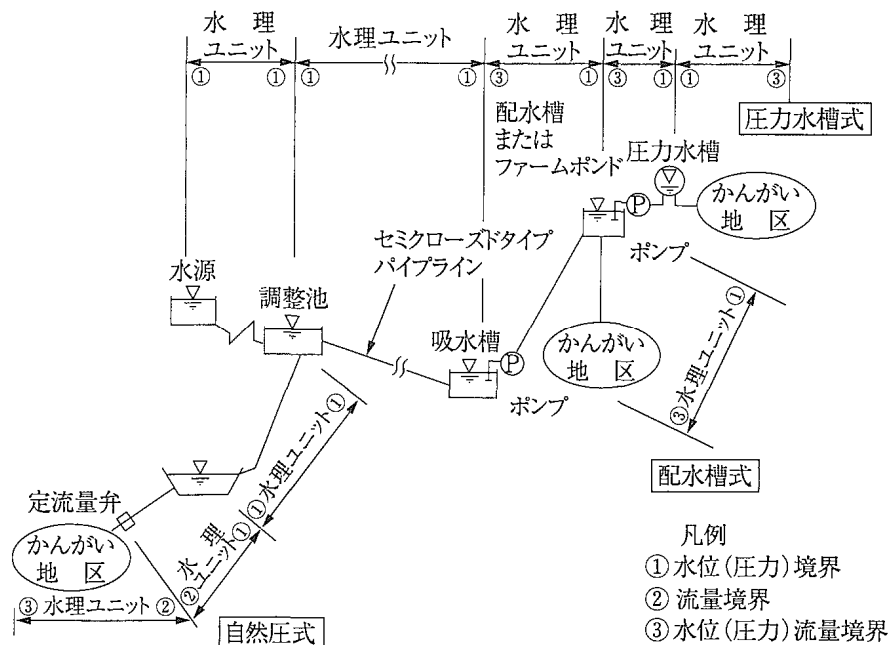 水理
ユニット
水理ユニット
水理
ユニット
水理
ユニット
水理
ユニット
① ① ① ① ③ ① ③ ① ① ③
圧力水槽式
配水槽
または
ファームポンド
圧力水槽
かんがい
地区
P
ポンプ
セミクローズドタイプ
パイプライン
水源
調整池
吸水槽
P
ポンプ
かんがい
地区
③水理ユニット①
配水槽式
①水理ユニット①
定流量弁
かんがい
地区
水理
②ユニット①
③水理ユニット②
自然圧式
凡例
①水位(圧力)境界
②流量境界
③水位(圧力)流量境界